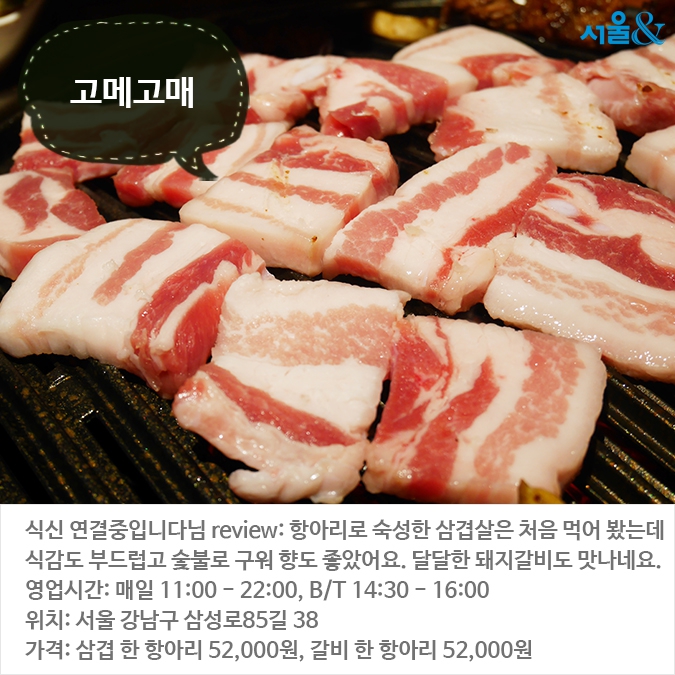 서울&
고메고매
식신 연결중입니다님 review: 항아리로 숙성한 삼겹살은 처음 먹어 봤는데
식감도 부드럽고 숯불로 구워 향도 좋았어요. 달달한 돼지갈비도 맛나네요.
영업시간: 매일 11:00 - 22:00, B/T 14:30 - 16:00
위치: 서울 강남구 삼성로85길 38
가격: 삼겹 한 항아리 52,000원, 갈비 한 항아리 52,000원